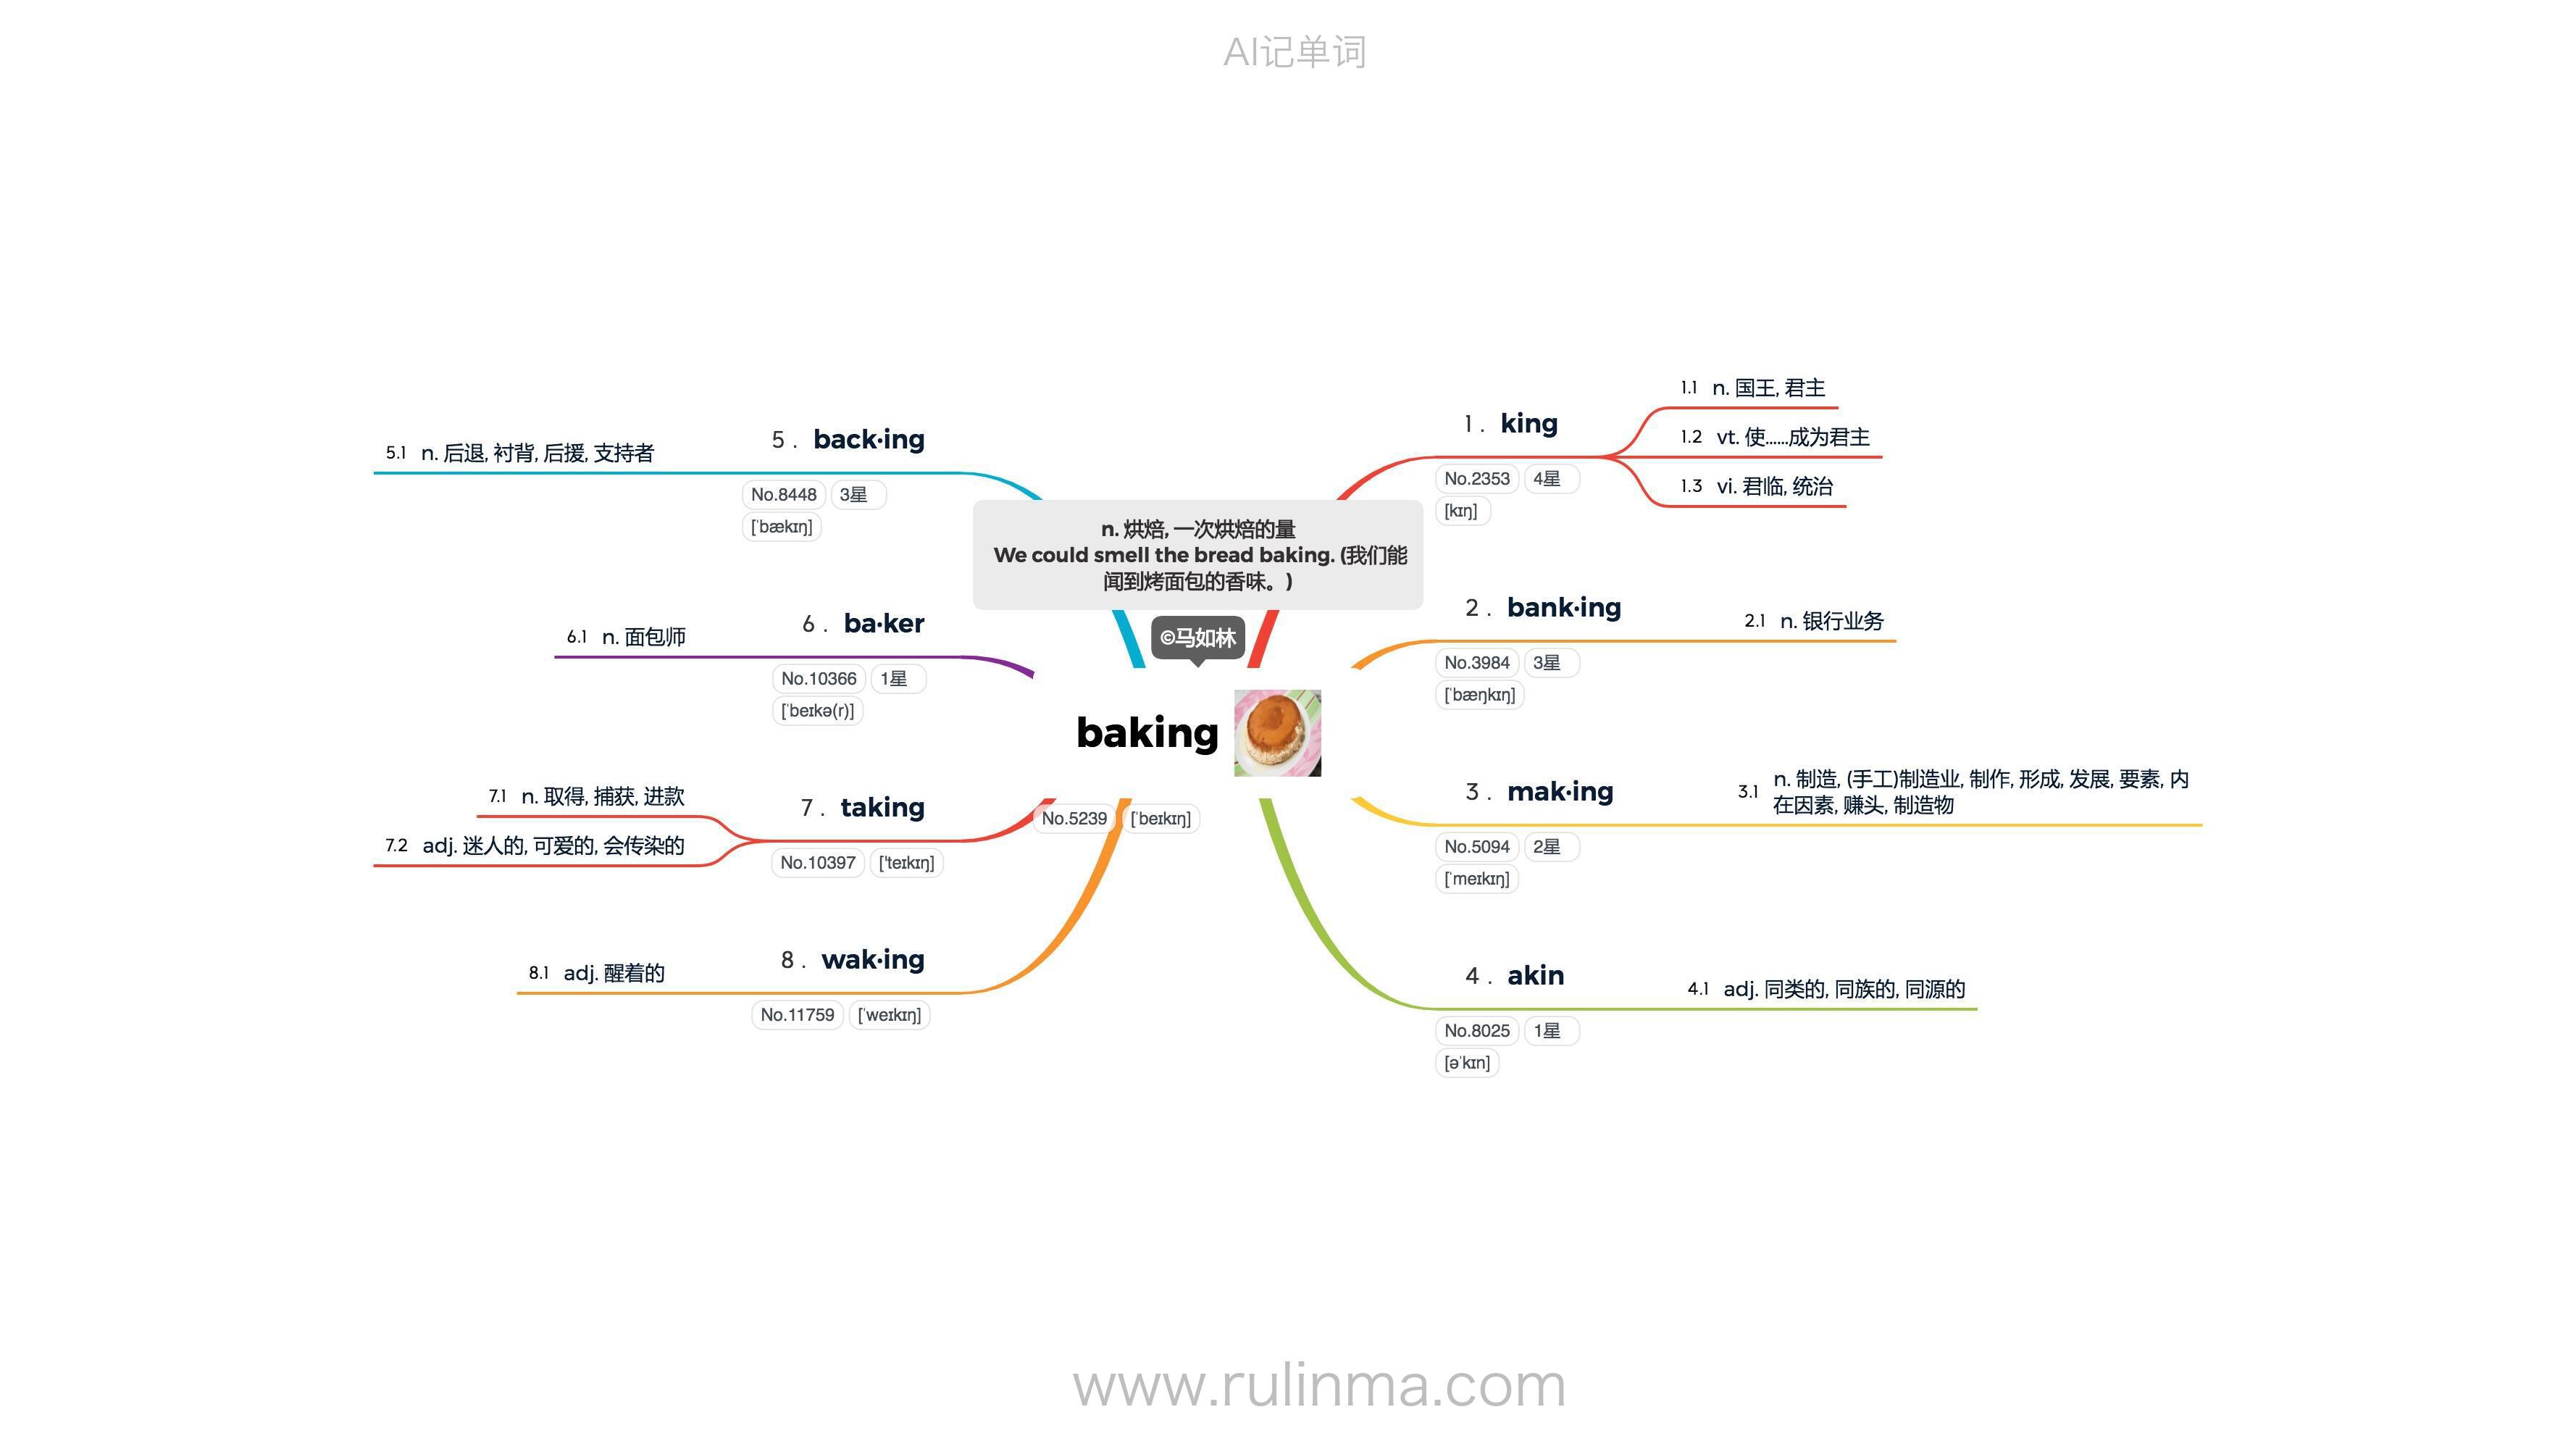 AI记单词
n. 烘焙, 一次烘焙的量
We could smell the bread baking. (我们能
闻到烤面包的香味。)
©马如林
baking
No.5239 [ˈbeɪkɪŋ]
1 . king
No.2353 4星
[kɪŋ]
1.1 n. 国王, 君主
1.2 vt. 使……成为君主
1.3 vi. 君临, 统治
2 . bank·ing
No.3984 3星
[ˈbæŋkɪŋ]
2.1 n. 银行业务
3 . mak·ing
No.5094 2星
[ˈmeɪkɪŋ]
3.1 n. 制造, (手工)制造业, 制作, 形成, 发展, 要素, 内
在因素, 赚头, 制造物
4 . akin
No.8025 1星
[əˈkɪn]
4.1 adj. 同类的, 同族的, 同源的
5 . back·ing
No.8448 3星
[ˈbækɪŋ]
5.1 n. 后退, 衬背, 后援, 支持者
6 . ba·ker
No.10366 1星
[ˈbeɪkə(r)]
6.1 n. 面包师
7 . taking
No.10397 ['teɪkɪŋ]
7.1 n. 取得, 捕获, 进款
7.2 adj. 迷人的, 可爱的, 会传染的
8 . wak·ing
No.11759 [ˈweɪkɪŋ]
8.1 adj. 醒着的
www.rulinma.com